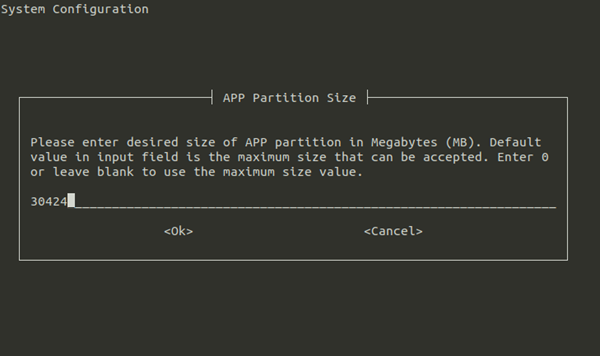 System Configuration
APP Partition Size
Please enter desired size of APP partition in Megabytes (MB). Default
value in input field is the maximum size that can be accepted. Enter 0
or leave blank to use the maximum size value.
30424
<Ok> <Cancel>